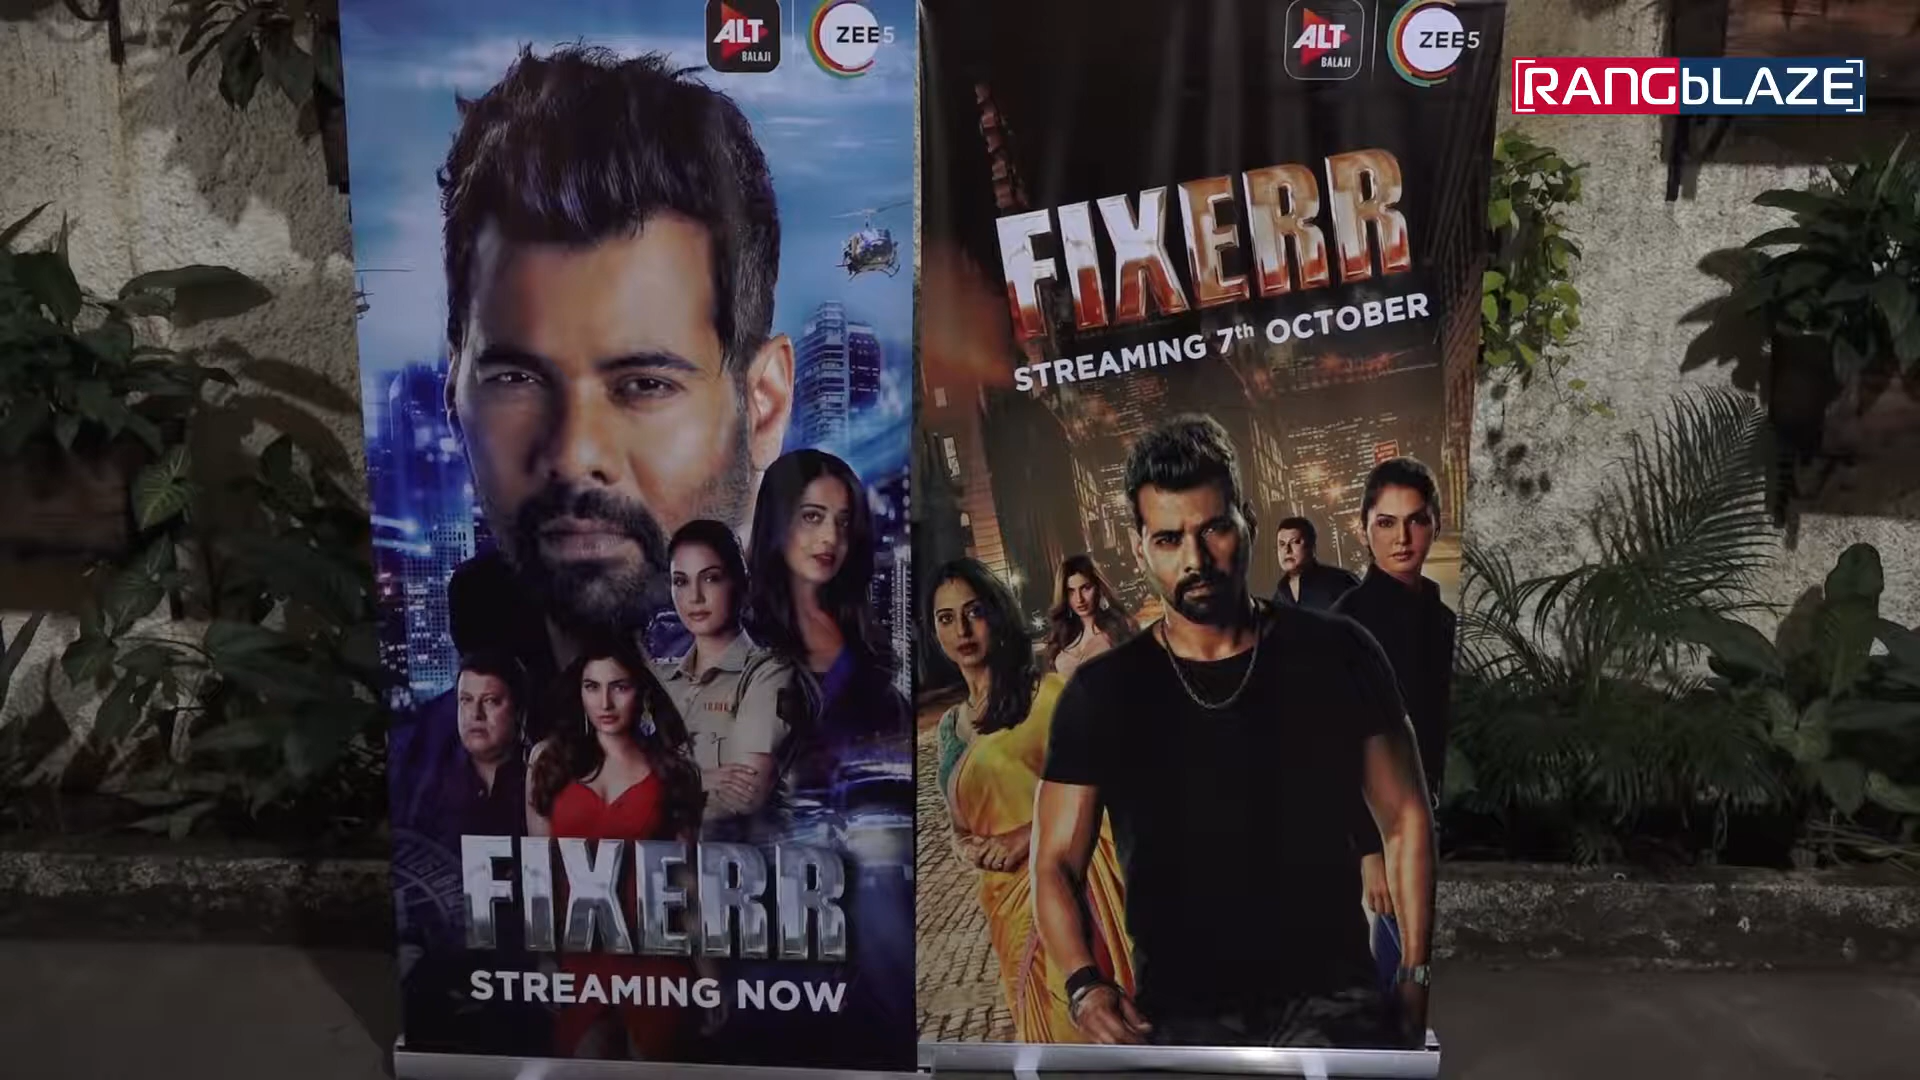 ALT
BALAJI
ZEE5
FIXERR
STREAMING NOW
ALT
BALAJI
ZEE5
FIXERR
STREAMING 7th OCTOBER
RANGbLAZE